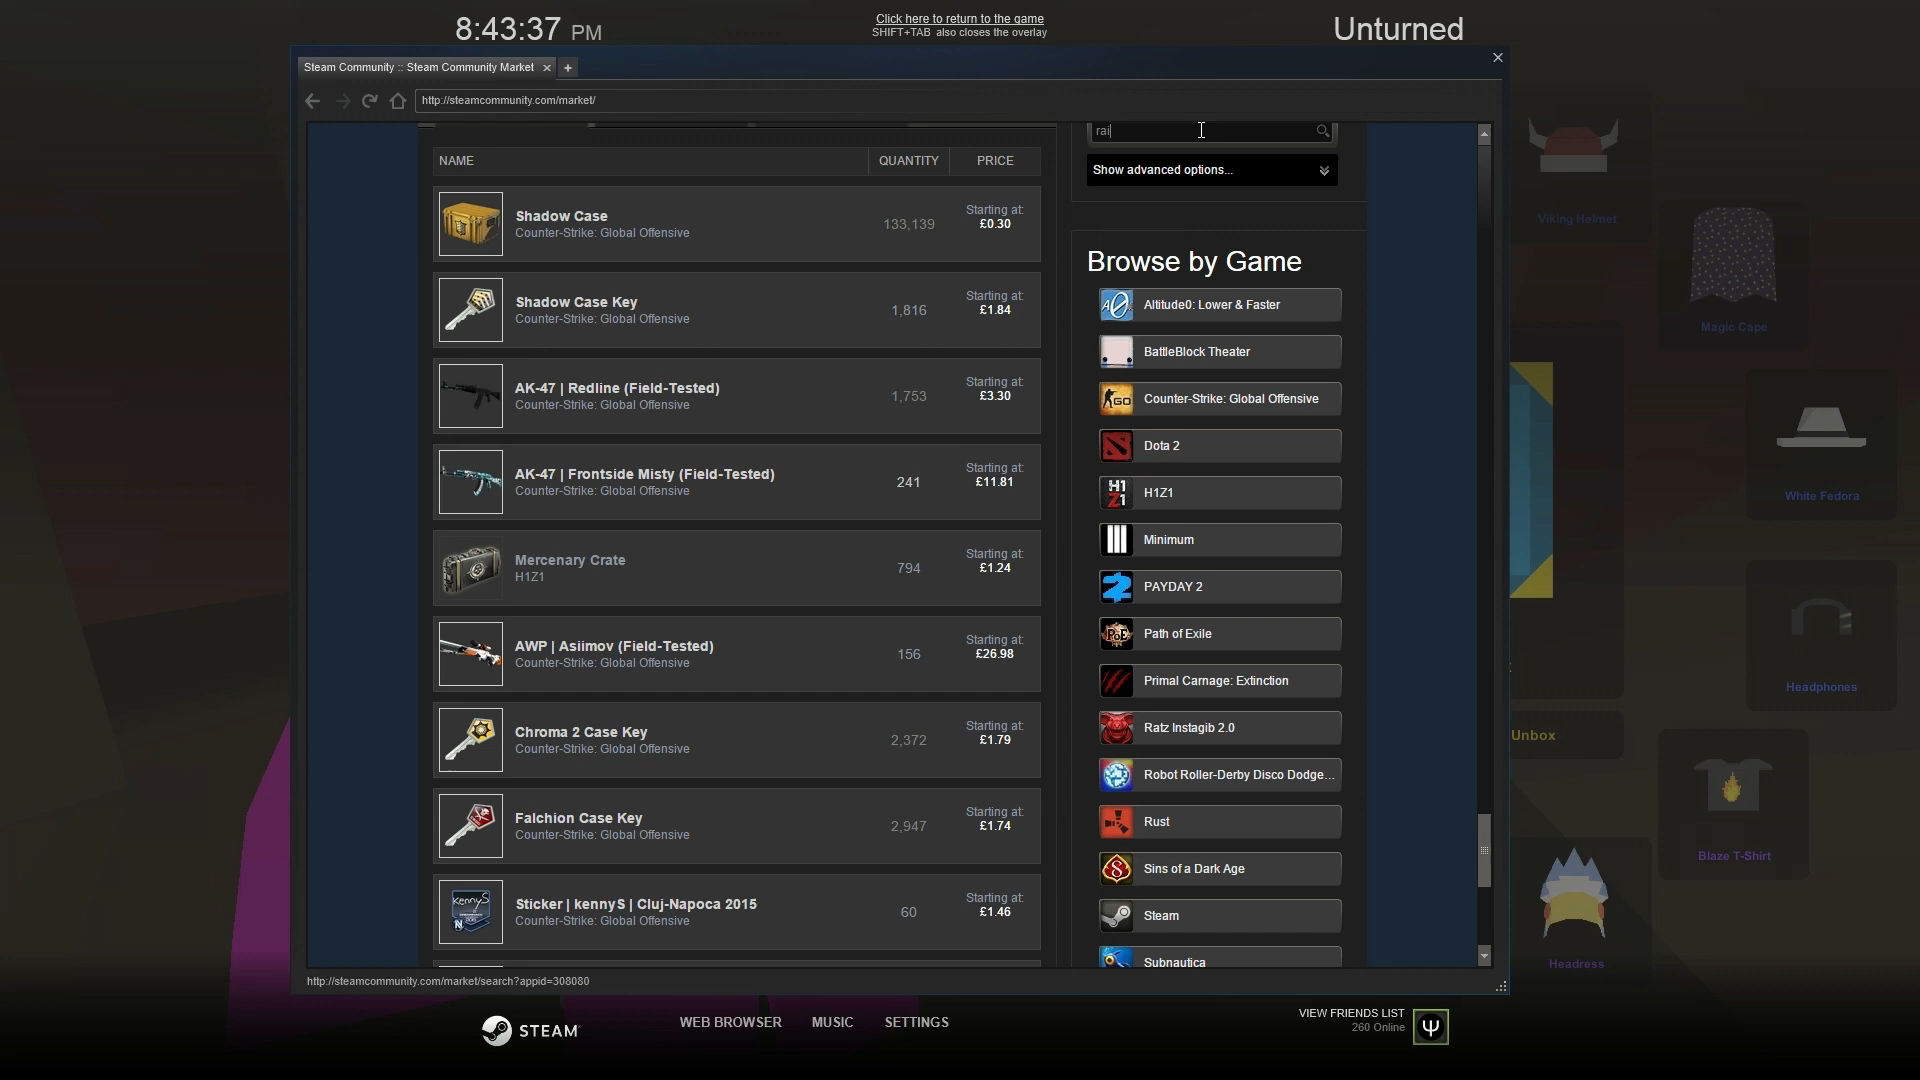 8:43:37 PM
Click here to return to the game
SHIFT+TAB also closes the overlay
Unturned
Steam Community :: Steam Community Market
http://steamcommunity.com/market/
rai
Show advanced options...
NAME QUANTITY PRICE
Shadow Case
Counter-Strike: Global Offensive
133,139
Starting at:
£0.30
Shadow Case Key
Counter-Strike: Global Offensive
1,816
Starting at:
£1.84
AK-47 | Redline (Field-Tested)
Counter-Strike: Global Offensive
1,753
Starting at:
£3.30
AK-47 | Frontside Misty (Field-Tested)
Counter-Strike: Global Offensive
241
Starting at:
£11.81
Mercenary Crate
H1Z1
794
Starting at:
£1.24
AWP | Asiimov (Field-Tested)
Counter-Strike: Global Offensive
156
Starting at:
£26.98
Chroma 2 Case Key
Counter-Strike: Global Offensive
2,372
Starting at:
£1.79
Falchion Case Key
Counter-Strike: Global Offensive
2,947
Starting at:
£1.74
Sticker | kennyS | Cluj-Napoca 2015
Counter-Strike: Global Offensive
60
Starting at:
£1.46
Browse by Game
Altitude0: Lower & Faster
BattleBlock Theater
Counter-Strike: Global Offensive
Dota 2
H1Z1
Minimum
PAYDAY 2
Path of Exile
Primal Carnage: Extinction
Ratz Instagib 2.0
Robot Roller-Derby Disco Dodge...
Rust
Sins of a Dark Age
Steam
Subnautica
Viking Helmet
Magic Cape
White Fedora
Headphones
Unbox
Blaze T-Shirt
Headress
http://steamcommunity.com/market/search?appid=308080
STEAM
WEB BROWSER
MUSIC
SETTINGS
VIEW FRIENDS LIST
260 Online